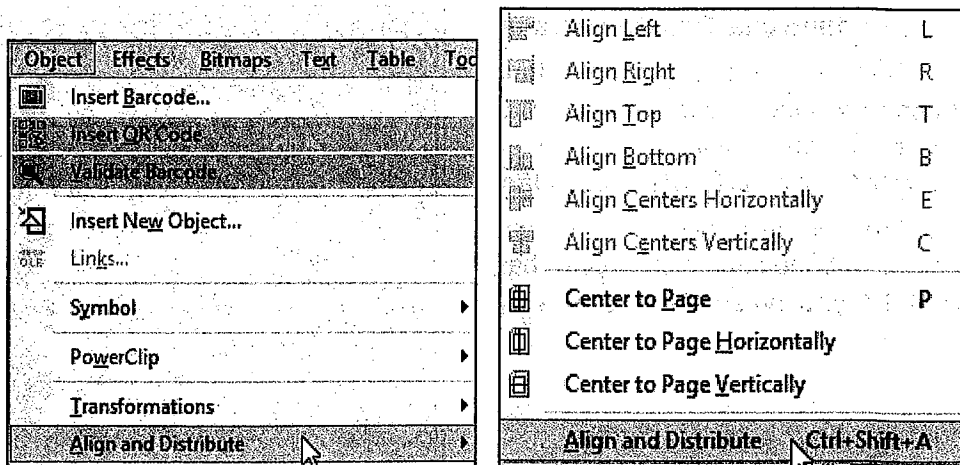 Object Effects Bitmaps Text Table Too
Insert Barcode...
Insert QR Code
Validate Barcode...
Insert New Object...
OLE Links...
Symbol
PowerClip
Transformations
Align and Distribute
Align Left L
Align Right R
Align Top T
Align Bottom B
Align Centers Horizontally E
Align Centers Vertically C
Center to Page P
Center to Page Horizontally
Center to Page Vertically
Align and Distribute Ctrl+Shift+A